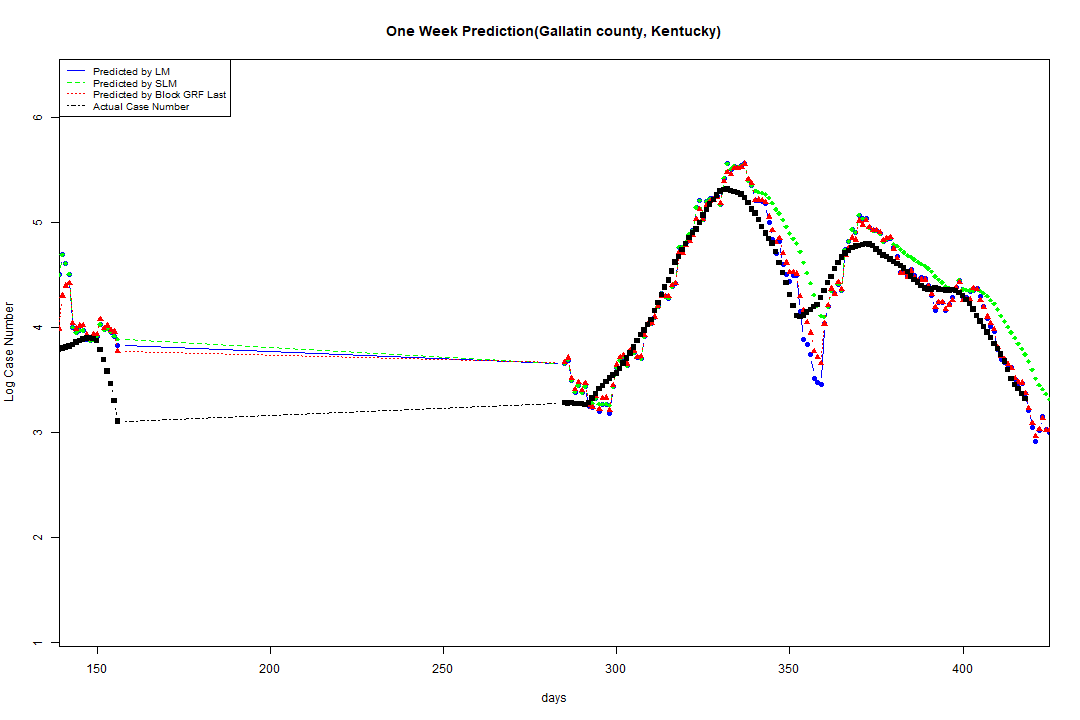 One Week Prediction(Gallatin county, Kentucky)
Predicted by LM
Predicted by SLM
Predicted by Block GRF Last
Actual Case Number
Log Case Number
6
5
4
3
2
1
150 200 250 300 350 400
days